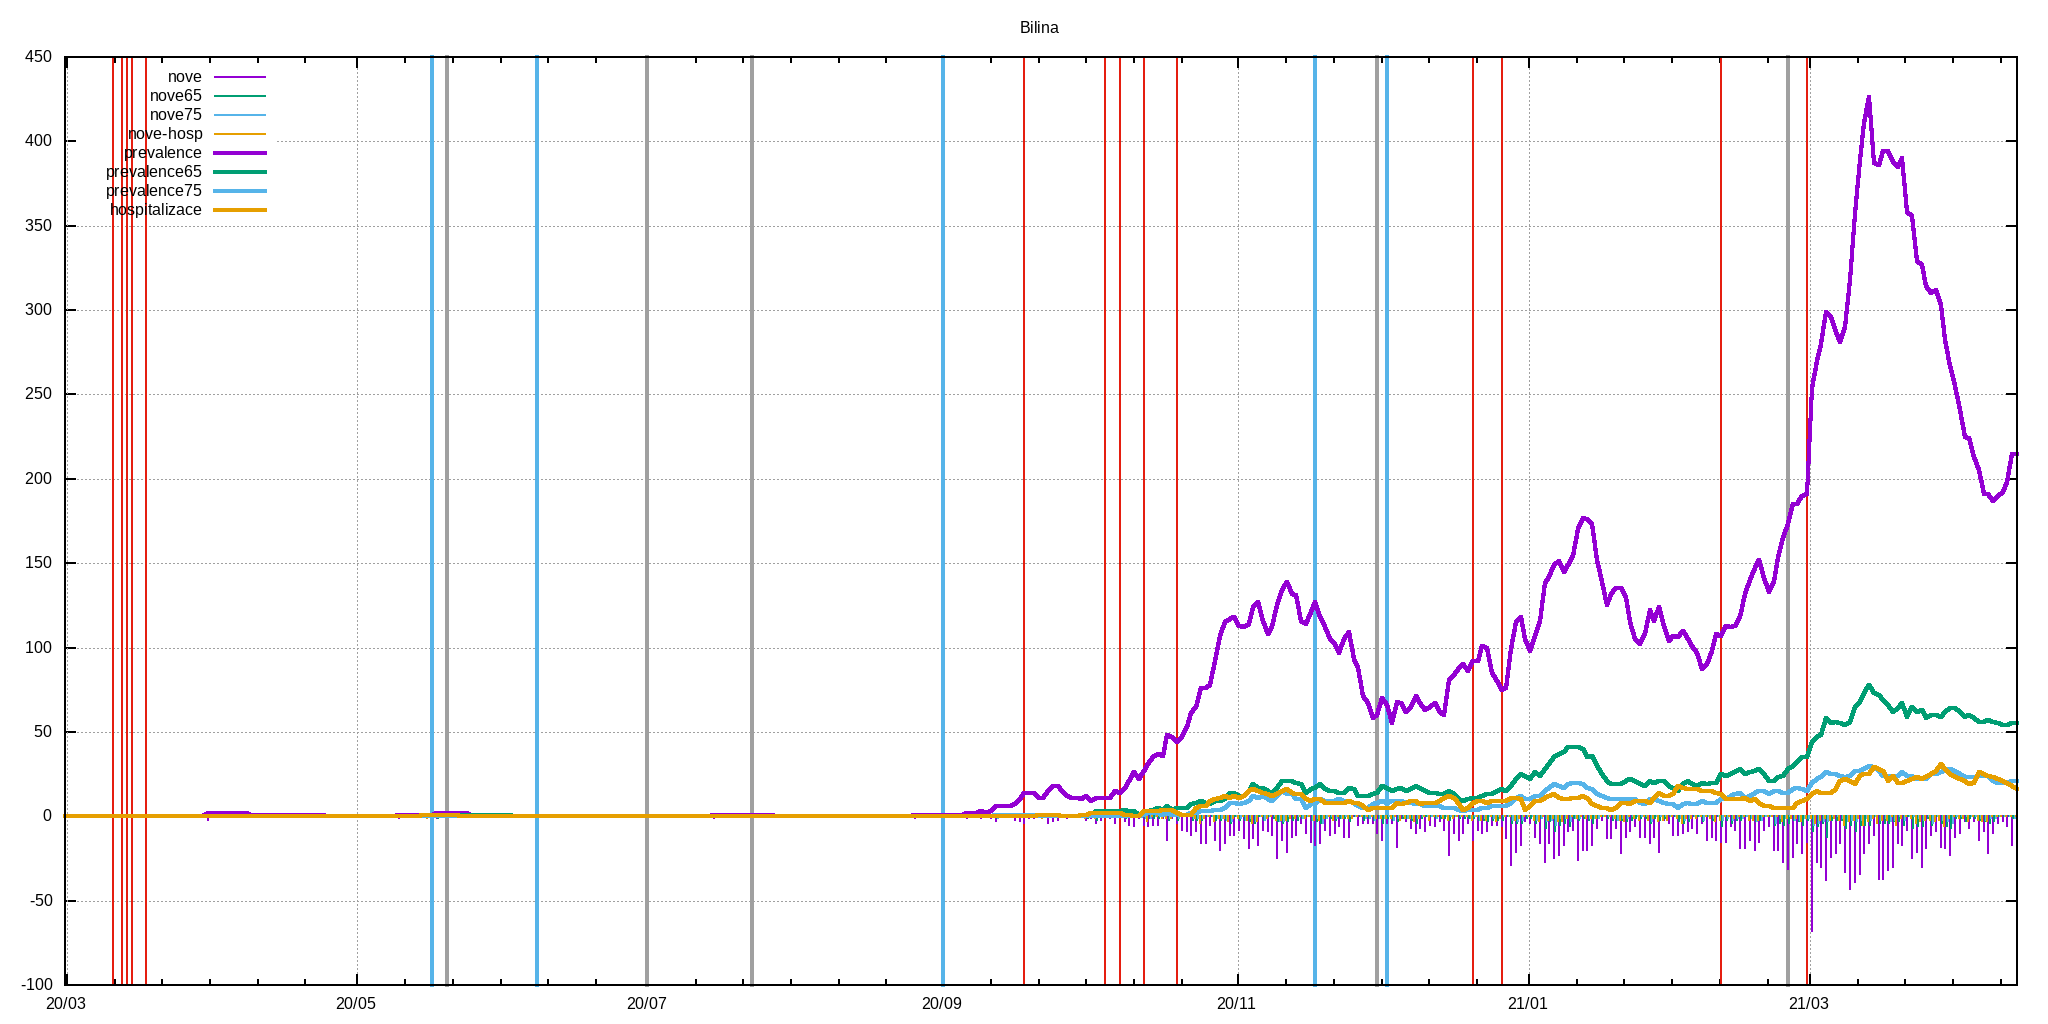 Bilina
450
400
350
300
250
200
150
100
50
0
-50
-100
nove
nove65
nove75
nove-hosp
prevalence
prevalence65
prevalence75
hospitalizace
20/03 20/05 20/07 20/09 20/11 21/01 21/03